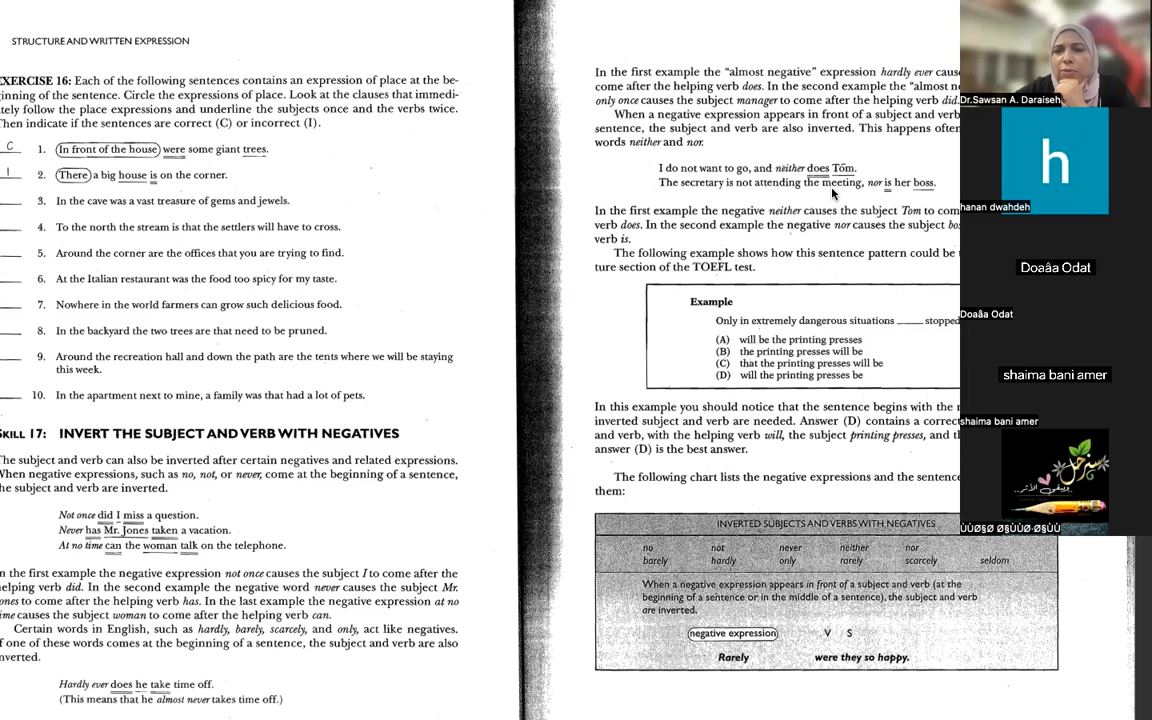 STRUCTURE AND WRITTEN EXPRESSION
EXERCISE 16: Each of the following sentences contains an expression of place at the be-
ginning of the sentence. Circle the expressions of place. Look at the clauses that immedi-
tely follow the place expressions and underline the subjects once and the verbs twice.
Then indicate if the sentences are correct (C) or incorrect (I).
C 1. In front of the house were some giant trees.
I 2. There a big house is on the corner.
3. In the cave was a vast treasure of gems and jewels.
4. To the north the stream is that the settlers will have to cross.
5. Around the corner are the offices that you are trying to find.
6. At the Italian restaurant was the food too spicy for my taste.
7. Nowhere in the world farmers can grow such delicious food.
8. In the backyard the two trees are that need to be pruned.
9. Around the recreation hall and down the path are the tents where we will be staying
this week.
10. In the apartment next to mine, a family was that had a lot of pets.
SKILL 17: INVERT THE SUBJECT AND VERB WITH NEGATIVES
The subject and verb can also be inverted after certain negatives and related expressions.
When negative expressions, such as no, not, or never, come at the beginning of a sentence,
the subject and verb are inverted.
Not once did I miss a question.
Never has Mr. Jones taken a vacation.
At no time can the woman talk on the telephone.
In the first example the negative expression not once causes the subject I to come after the
helping verb did. In the second example the negative word never causes the subject Mr.
Jones to come after the helping verb has. In the last example the negative expression at no
time causes the subject woman to come after the helping verb can.
Certain words in English, such as hardly, barely, scarcely, and only, act like negatives.
If one of these words comes at the beginning of a sentence, the subject and verb are also
inverted.
Hardly ever does he take time off.
(This means that he almost never takes time off.)
In the first example the "almost negative" expression hardly ever caus
come after the helping verb does. In the second example the "almost n
only once causes the subject manager to come after the helping verb did
When a negative expression appears in front of a subject and verb
sentence, the subject and verb are also inverted. This happens often
words neither and nor.
I do not want to go, and neither does Tom.
The secretary is not attending the meeting, nor is her boss.
In the first example the negative neither causes the subject Tom to com
verb does. In the second example the negative nor causes the subject bo
verb is.
The following example shows how this sentence pattern could be
ture section of the TOEFL test.
Example
Only in extremely dangerous situations ______ stopped
(A) will be the printing presses
(B) the printing presses will be
(C) that the printing presses will be
(D) will the printing presses be
In this example you should notice that the sentence begins with the
inverted subject and verb are needed. Answer (D) contains a correc
and verb, with the helping verb will, the subject printing presses, and t
answer (D) is the best answer.
The following chart lists the negative expressions and the sentence
them:
INVERTED SUBJECTS AND VERBS WITH NEGATIVES
no not never neither nor
barely hardly only rarely scarcely seldom
When a negative expression appears in front of a subject and verb (at the
beginning of a sentence or in the middle of a sentence), the subject and verb
are inverted.
negative expression V S
Rarely were they so happy.
Dr.Sawsan A. Daraiseh
h
hanan dwahdeh
Doaâa Odat
Doaâa Odat
shaima bani amer
shaima bani amer